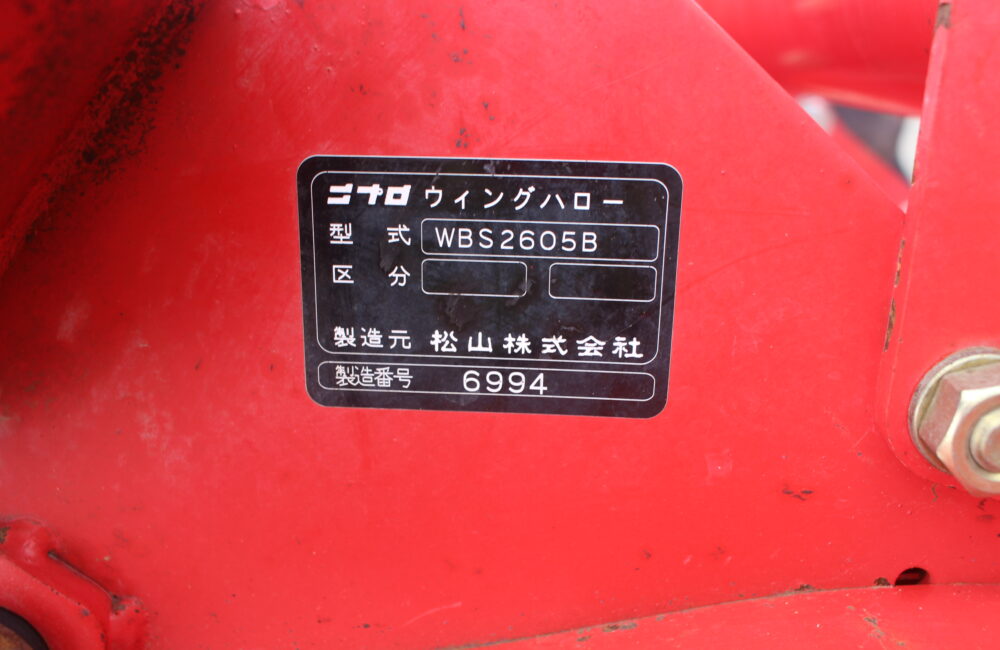 ニプロ ウィングハロー
型 式 WBS2605B
区 分
製造元 松山株式会社
製造番号 6994